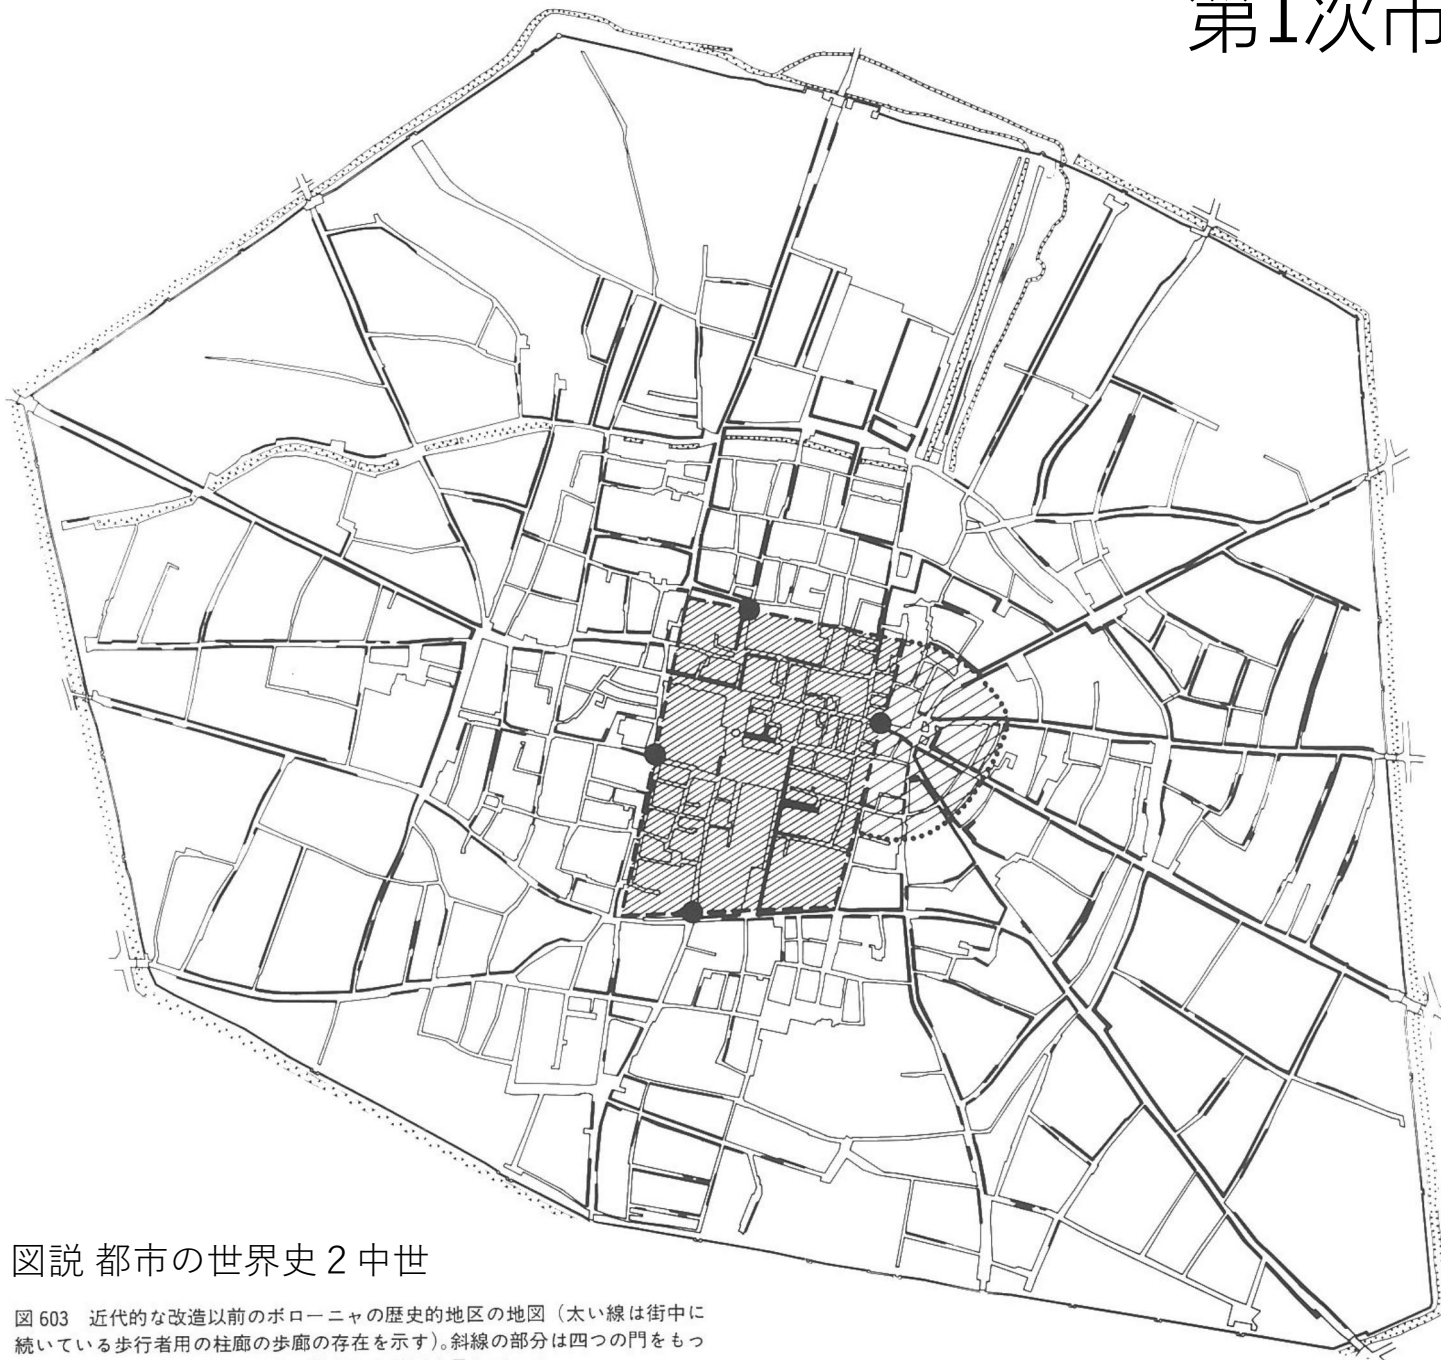 第1次市
図説 都市の世界史2中世
図603 近代的な改造以前のボローニャの歴史的地区の地図（太い線は街中に
続いている歩行者用の柱廊の歩廊の存在を示す）。斜線の部分は四つの門をもっ